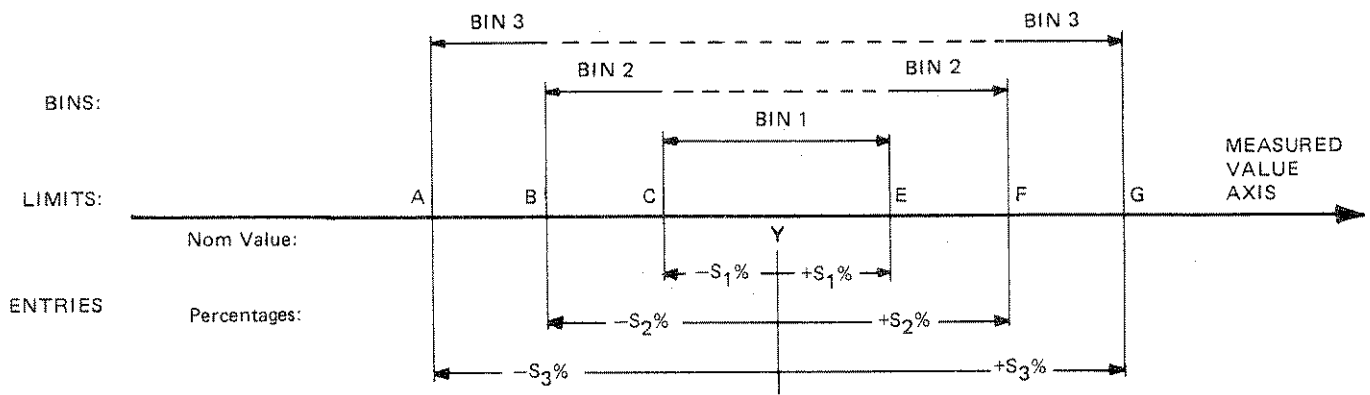 BIN 3 BIN 3
BIN 2 BIN 2
BINS:
BIN 1
MEASURED
VALUE
AXIS
LIMITS: A B C E F G
Nom Value: Y
−S₁% +S₁%
ENTRIES Percentages:
−S₂% +S₂%
−S₃% +S₃%